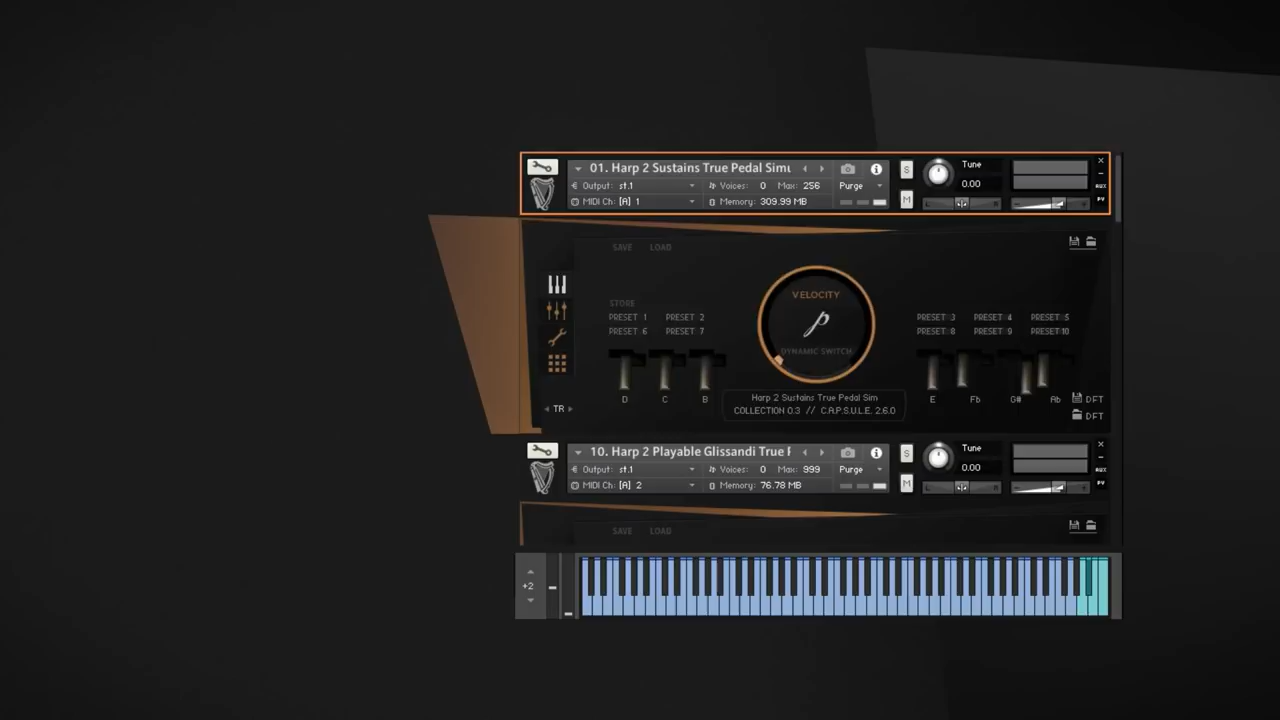 01. Harp 2 Sustains True Pedal Simu
Output: st.1 Voices: 0 Max: 256 Purge
MIDI Ch: [A] 1 Memory: 309.99 MB
S
M
Tune
0.00
L R
AUX
PV
SAVE LOAD
VELOCITY
p
DYNAMIC SWITCH
STORE
PRESET 1 PRESET 2
PRESET 6 PRESET 7
PRESET 3 PRESET 4 PRESET 5
PRESET 8 PRESET 9 PRESET 10
D C B
E Fb G# Ab
TR
Harp 2 Sustains True Pedal Sim
COLLECTION 0.3 // C.A.P.S.U.L.E. 2.6.0
DFT
DFT
10. Harp 2 Playable Glissandi True F
Output: st.1 Voices: 0 Max: 999 Purge
MIDI Ch: [A] 2 Memory: 76.78 MB
S
M
Tune
0.00
L R
AUX
PV
SAVE LOAD
+2